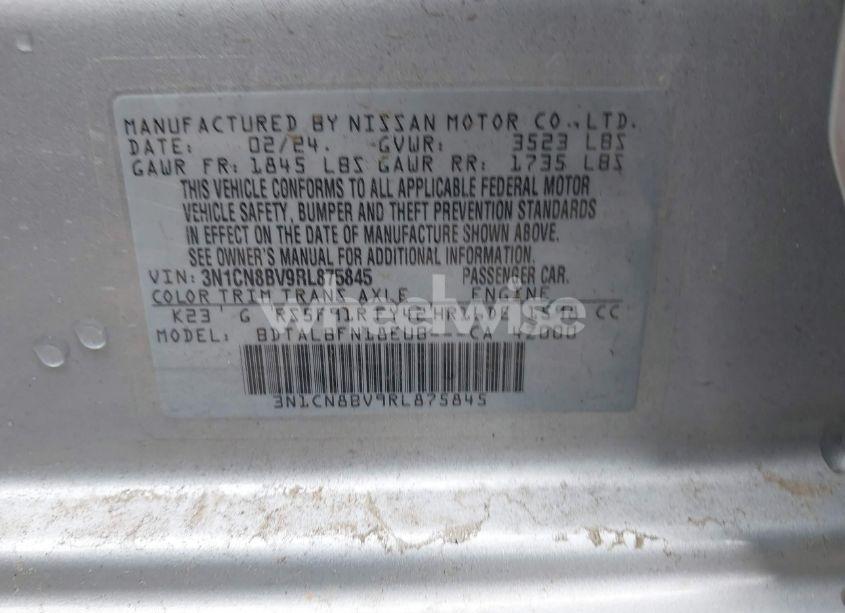 MANUFACTURED BY NISSAN MOTOR CO.,LTD.
DATE: 02/24. GVWR: 3523 LBS
GAWR FR: 1845 LBS GAWR RR: 1735 LBS
THIS VEHICLE CONFORMS TO ALL APPLICABLE FEDERAL MOTOR
VEHICLE SAFETY, BUMPER AND THEFT PREVENTION STANDARDS
IN EFFECT ON THE DATE OF MANUFACTURE SHOWN ABOVE.
SEE OWNER'S MANUAL FOR ADDITIONAL INFORMATION.
VIN: 3N1CN8BV9RL875845 PASSENGER CAR.
COLOR TRIM TRANS AXLE ENGINE
K23 G CC
MODEL: CA
3N1CN8BV9RL875845
wheelwise